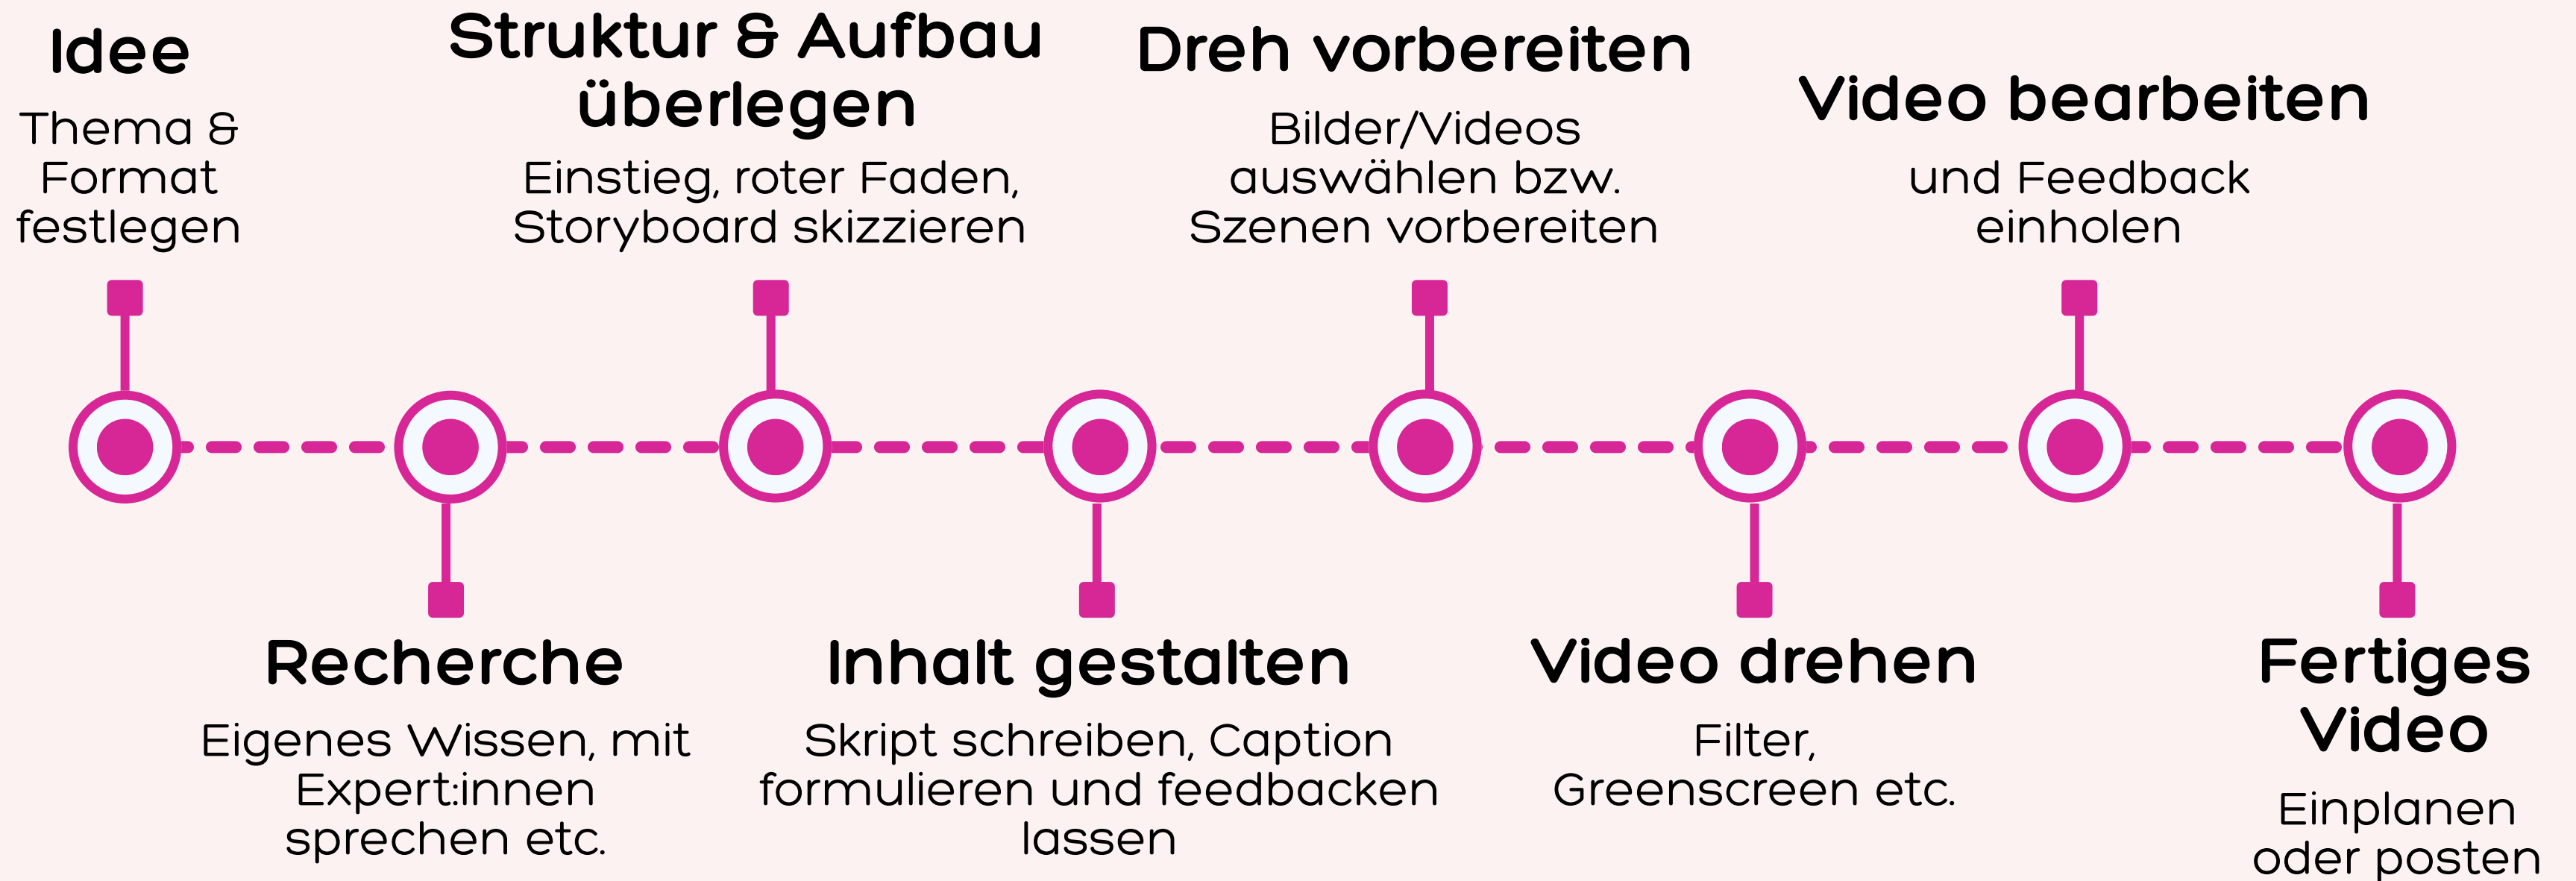 Idee
Thema &
Format
festlegen
Recherche
Eigenes Wissen, mit
Expert:innen
sprechen etc.
Struktur & Aufbau
überlegen
Einstieg, roter Faden,
Storyboard skizzieren
Inhalt gestalten
Skript schreiben, Caption
formulieren und feedbacken
lassen
Dreh vorbereiten
Bilder/Videos
auswählen bzw.
Szenen vorbereiten
Video drehen
Filter,
Greenscreen etc.
Video bearbeiten
und Feedback
einholen
Fertiges
Video
Einplanen
oder posten